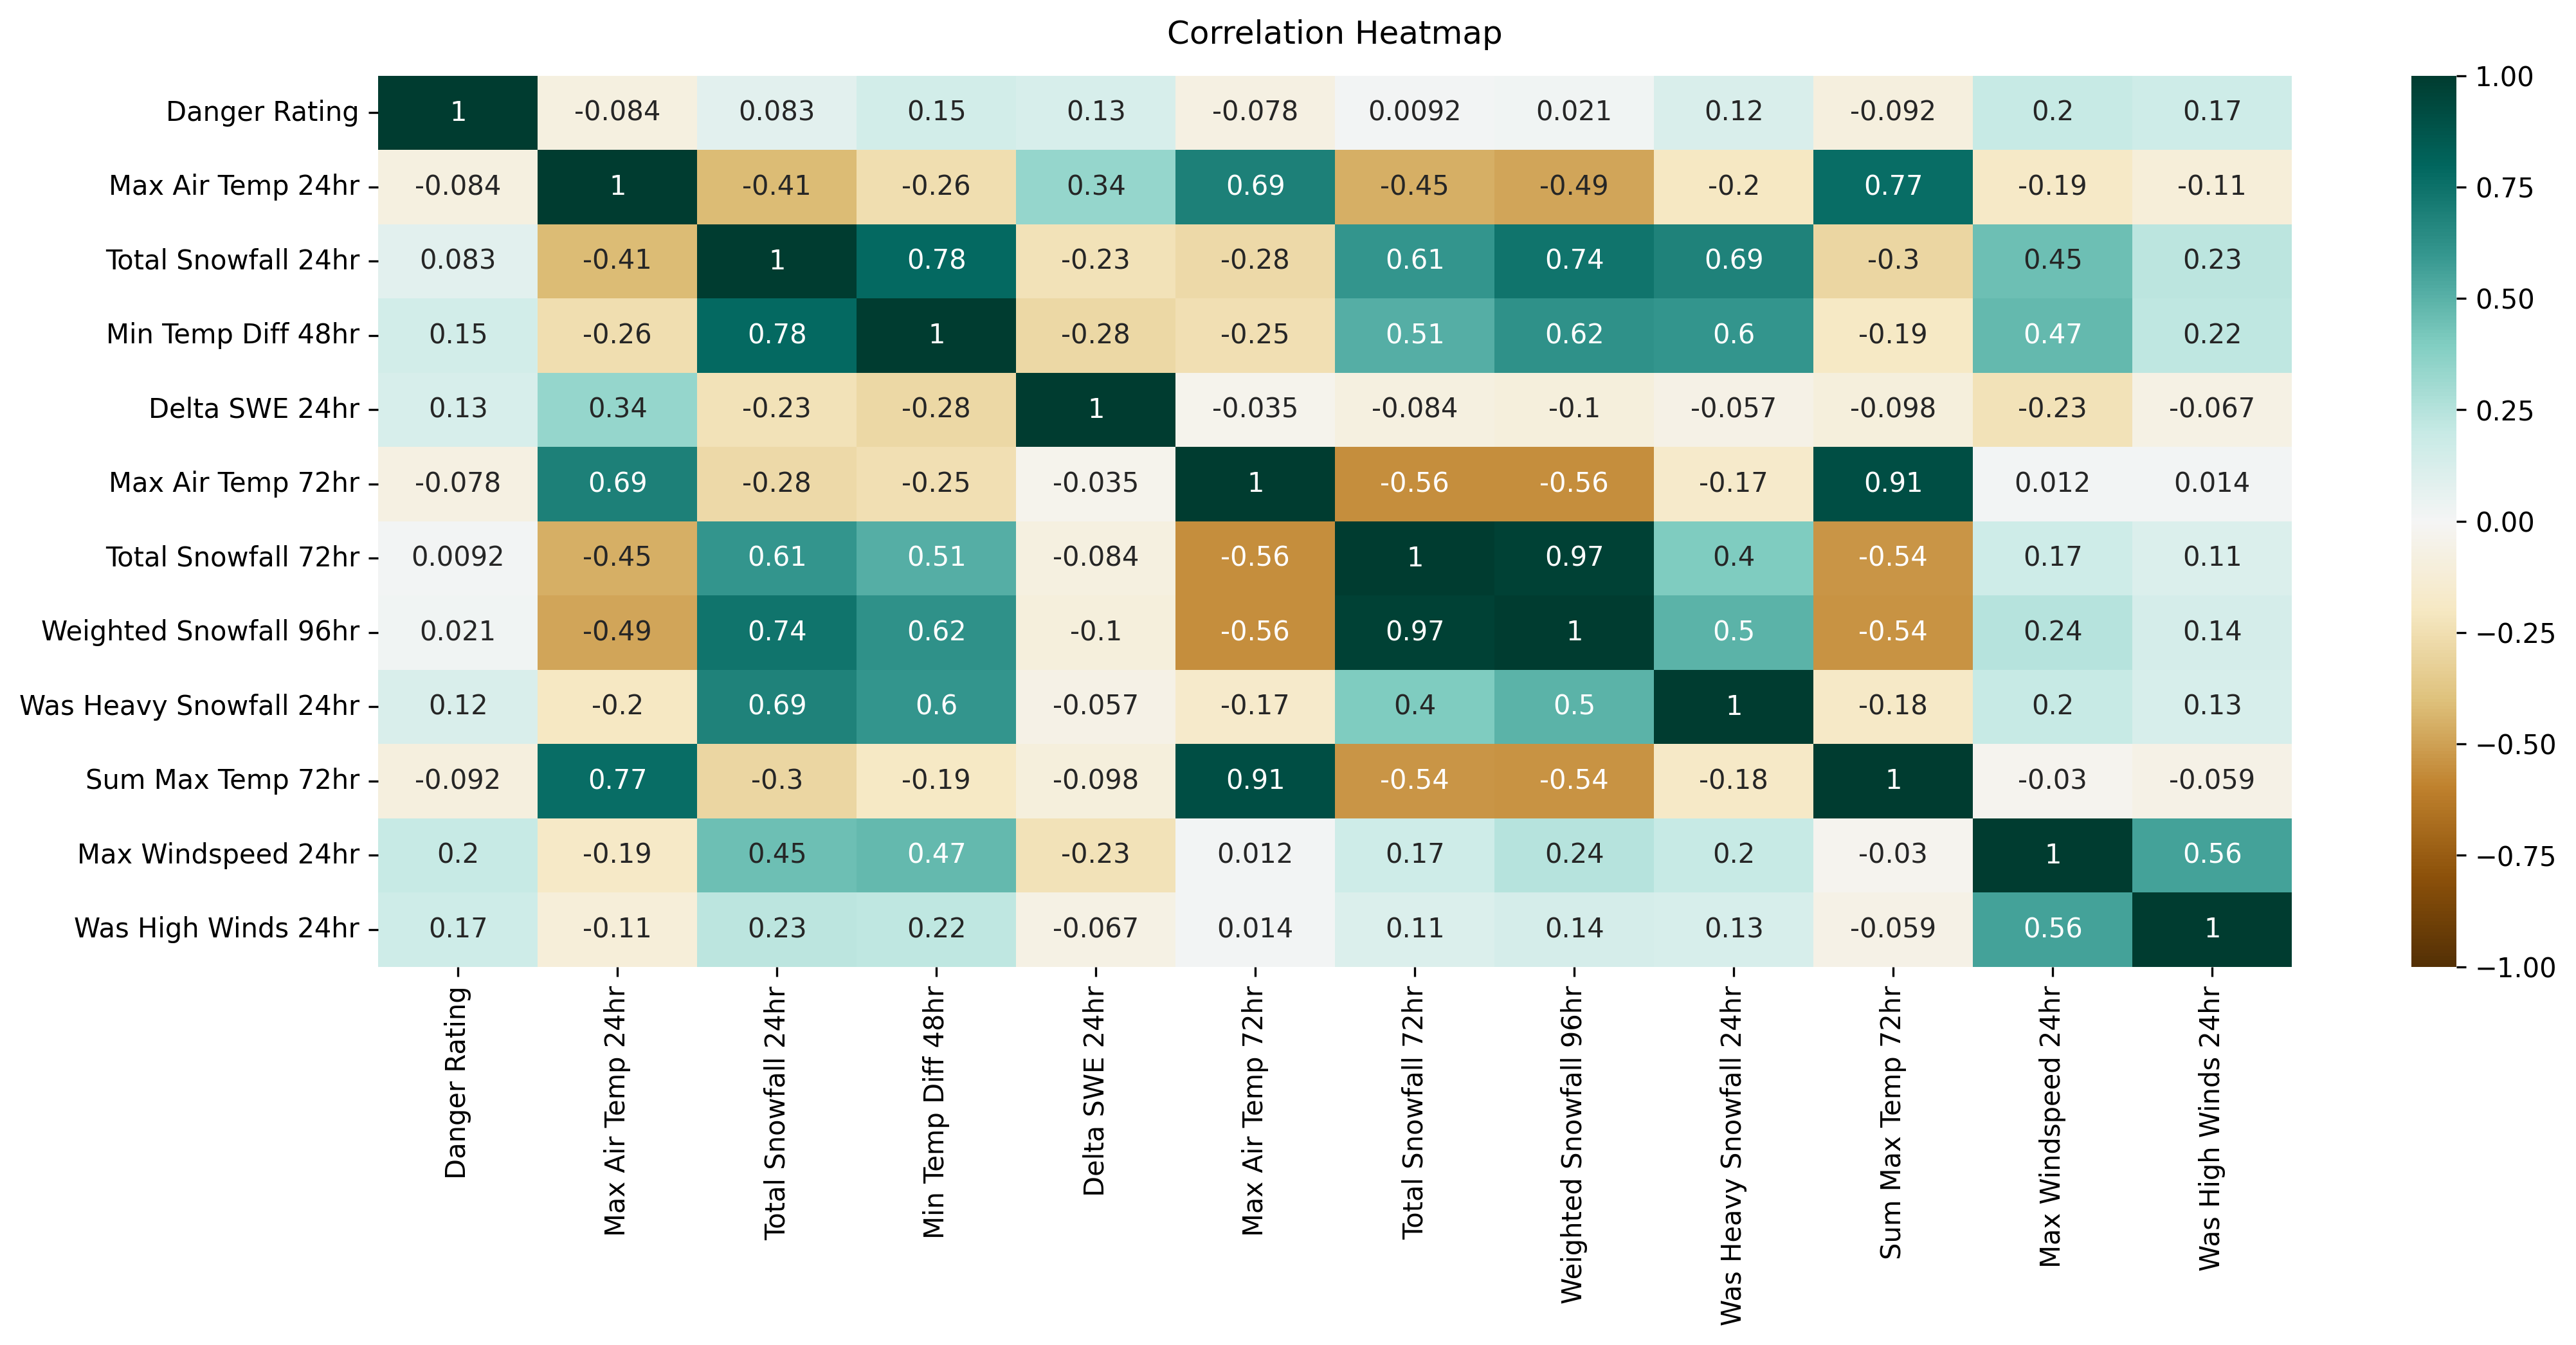 Correlation Heatmap
Danger Rating 1 -0.084 0.083 0.15 0.13 -0.078 0.0092 0.021 0.12 -0.092 0.2 0.17
Max Air Temp 24hr -0.084 1 -0.41 -0.26 0.34 0.69 -0.45 -0.49 -0.2 0.77 -0.19 -0.11
Total Snowfall 24hr 0.083 -0.41 1 0.78 -0.23 -0.28 0.61 0.74 0.69 -0.3 0.45 0.23
Min Temp Diff 48hr 0.15 -0.26 0.78 1 -0.28 -0.25 0.51 0.62 0.6 -0.19 0.47 0.22
Delta SWE 24hr 0.13 0.34 -0.23 -0.28 1 -0.035 -0.084 -0.1 -0.057 -0.098 -0.23 -0.067
Max Air Temp 72hr -0.078 0.69 -0.28 -0.25 -0.035 1 -0.56 -0.56 -0.17 0.91 0.012 0.014
Total Snowfall 72hr 0.0092 -0.45 0.61 0.51 -0.084 -0.56 1 0.97 0.4 -0.54 0.17 0.11
Weighted Snowfall 96hr 0.021 -0.49 0.74 0.62 -0.1 -0.56 0.97 1 0.5 -0.54 0.24 0.14
Was Heavy Snowfall 24hr 0.12 -0.2 0.69 0.6 -0.057 -0.17 0.4 0.5 1 -0.18 0.2 0.13
Sum Max Temp 72hr -0.092 0.77 -0.3 -0.19 -0.098 0.91 -0.54 -0.54 -0.18 1 -0.03 -0.059
Max Windspeed 24hr 0.2 -0.19 0.45 0.47 -0.23 0.012 0.17 0.24 0.2 -0.03 1 0.56
Was High Winds 24hr 0.17 -0.11 0.23 0.22 -0.067 0.014 0.11 0.14 0.13 -0.059 0.56 1
Danger Rating
Max Air Temp 24hr
Total Snowfall 24hr
Min Temp Diff 48hr
Delta SWE 24hr
Max Air Temp 72hr
Total Snowfall 72hr
Weighted Snowfall 96hr
Was Heavy Snowfall 24hr
Sum Max Temp 72hr
Max Windspeed 24hr
Was High Winds 24hr
1.00
0.75
0.50
0.25
0.00
−0.25
−0.50
−0.75
−1.00